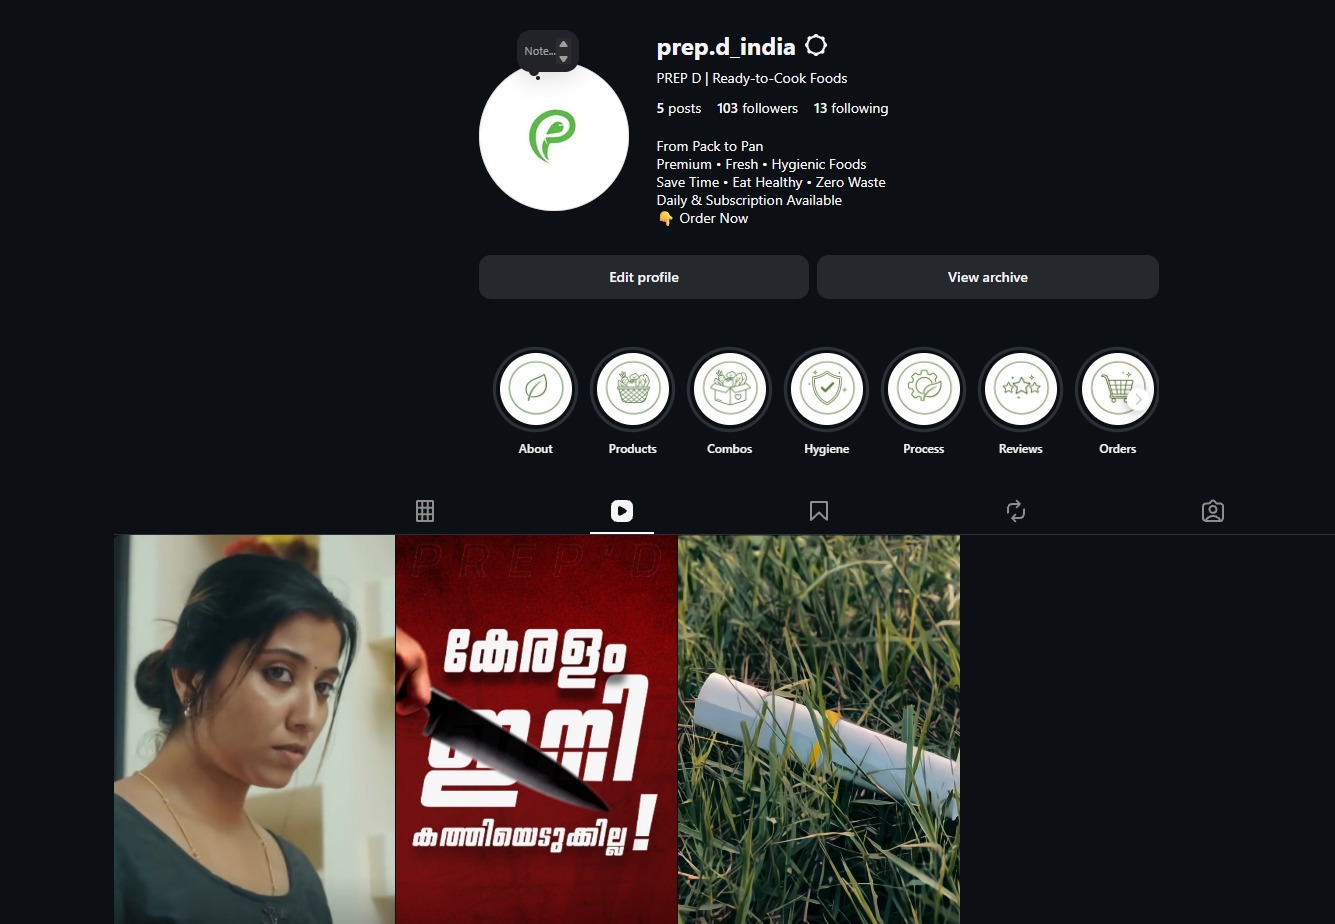 Note...
prep.d_india
PREP D | Ready-to-Cook Foods
5 posts 103 followers 13 following
From Pack to Pan
Premium • Fresh • Hygienic Foods
Save Time • Eat Healthy • Zero Waste
Daily & Subscription Available
👇 Order Now
Edit profile View archive
About Products Combos Hygiene Process Reviews Orders
PREP'D
കേരളം
ഇനി
കത്തിയെടുക്കില്ല!